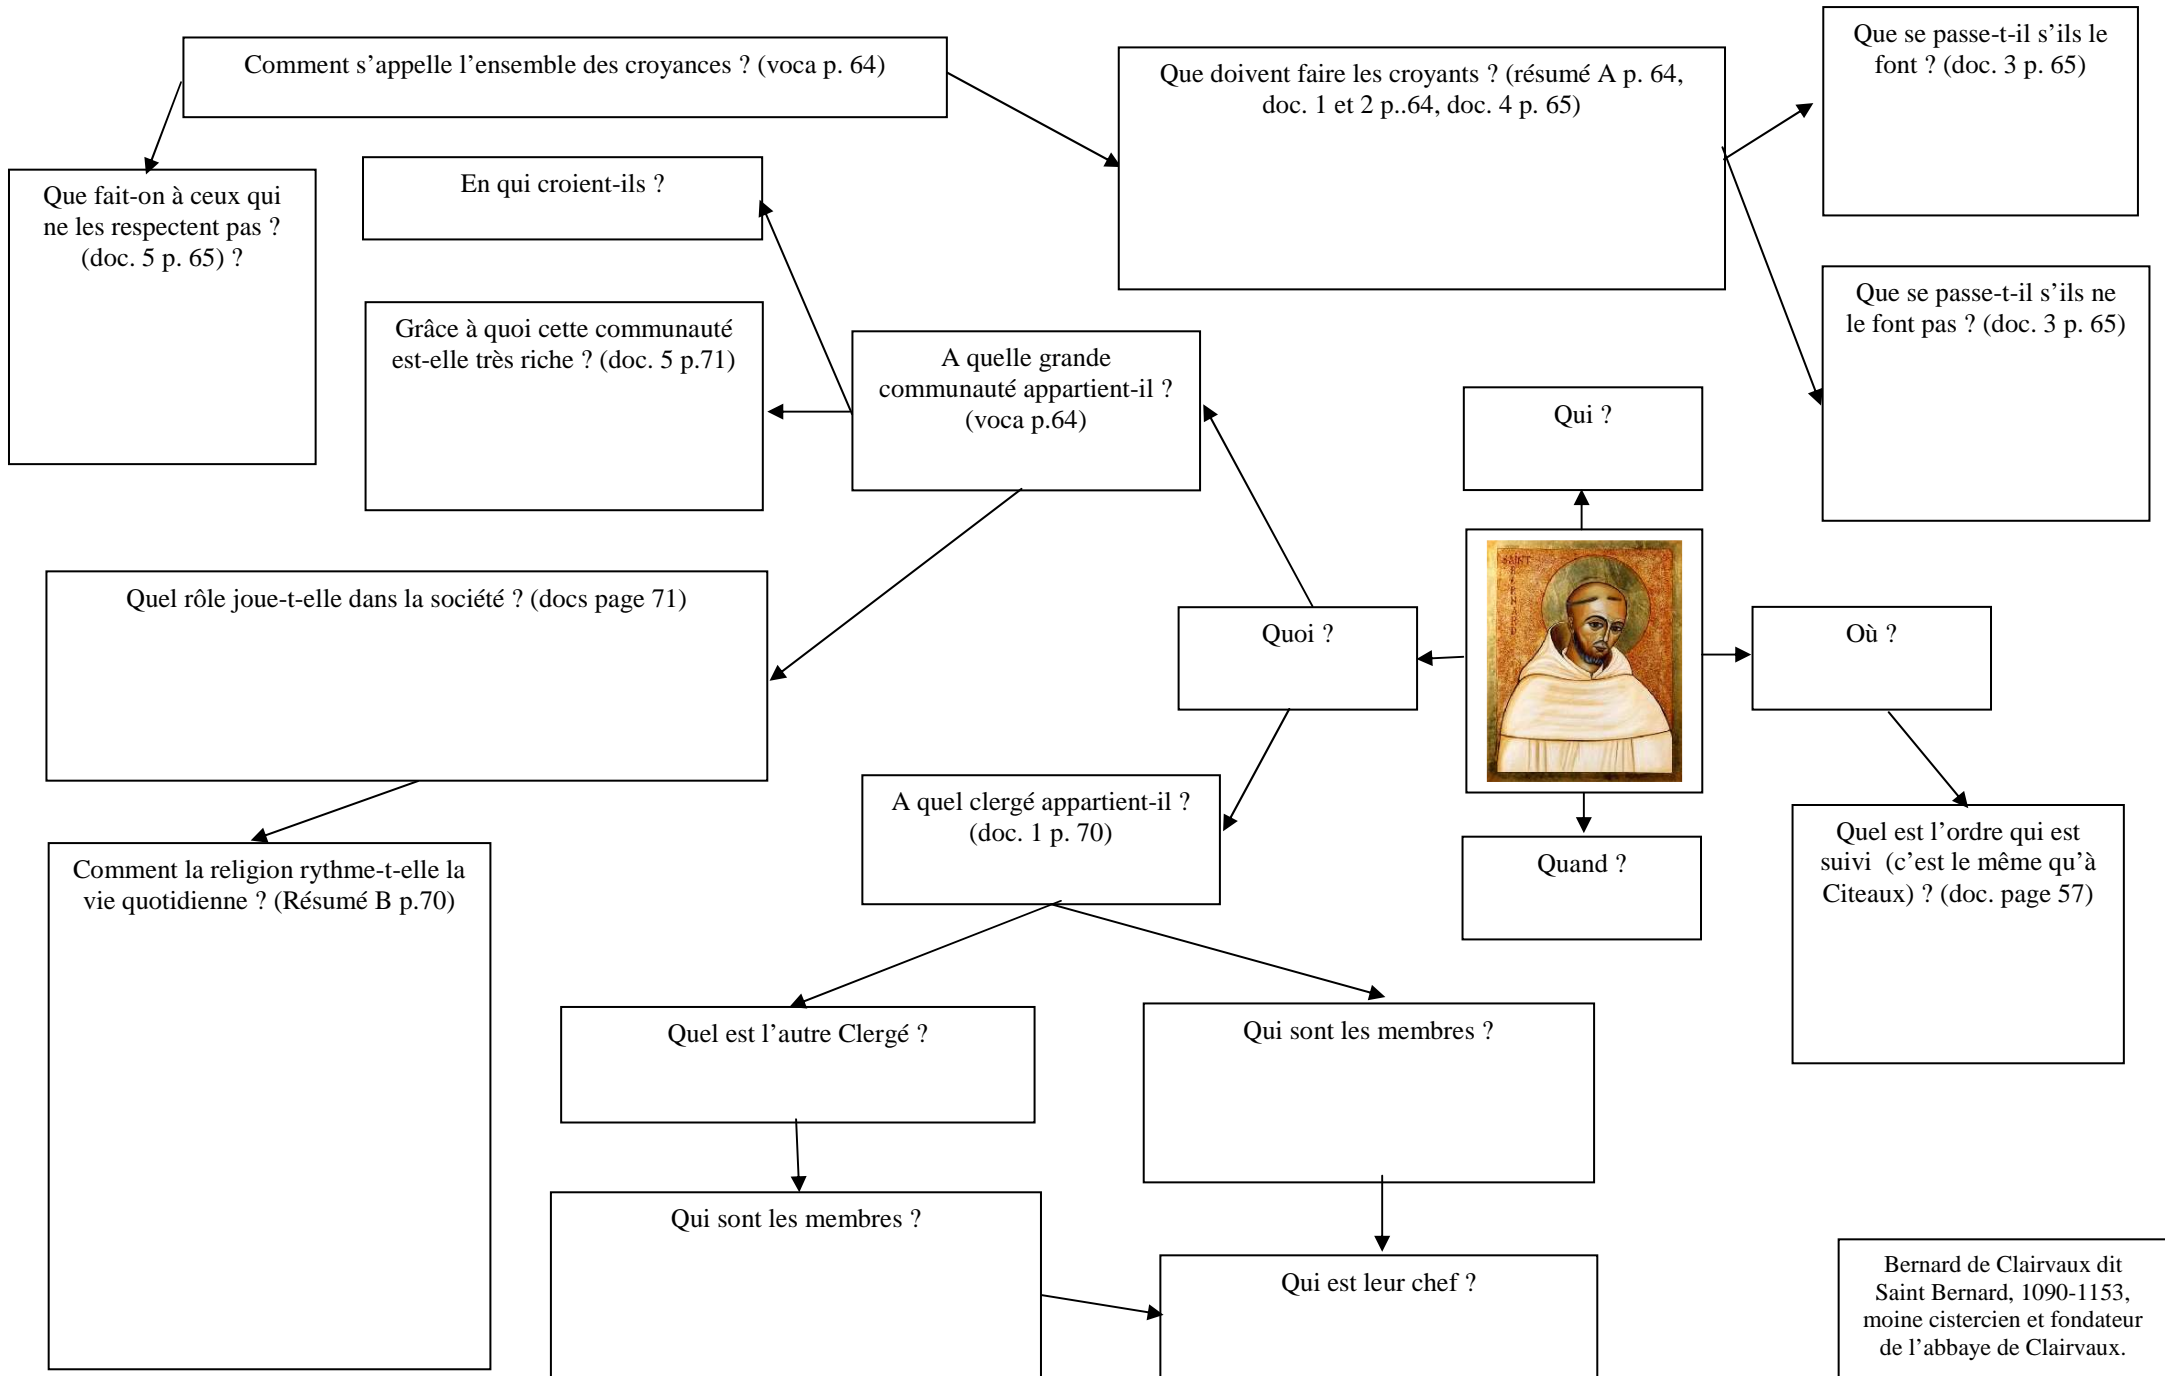 Comment s’appelle l’ensemble des croyances ? (voca p. 64)
Que doivent faire les croyants ? (résumé A p. 64,
doc. 1 et 2 p..64, doc. 4 p. 65)
Que se passe-t-il s’ils le
font ? (doc. 3 p. 65)
Que fait-on à ceux qui
ne les respectent pas ?
(doc. 5 p. 65) ?
En qui croient-ils ?
Grâce à quoi cette communauté
est-elle très riche ? (doc. 5 p.71)
A quelle grande
communauté appartient-il ?
(voca p.64)
Que se passe-t-il s’ils ne
le font pas ? (doc. 3 p. 65)
Qui ?
Quel rôle joue-t-elle dans la société ? (docs page 71)
Quoi ?
SAINT
BERNARD
Où ?
A quel clergé appartient-il ?
(doc. 1 p. 70)
Quand ?
Quel est l’ordre qui est
suivi (c’est le même qu’à
Citeaux) ? (doc. page 57)
Comment la religion rythme-t-elle la
vie quotidienne ? (Résumé B p.70)
Quel est l’autre Clergé ?
Qui sont les membres ?
Qui sont les membres ?
Qui est leur chef ?
Bernard de Clairvaux dit
Saint Bernard, 1090-1153,
moine cistercien et fondateur
de l’abbaye de Clairvaux.